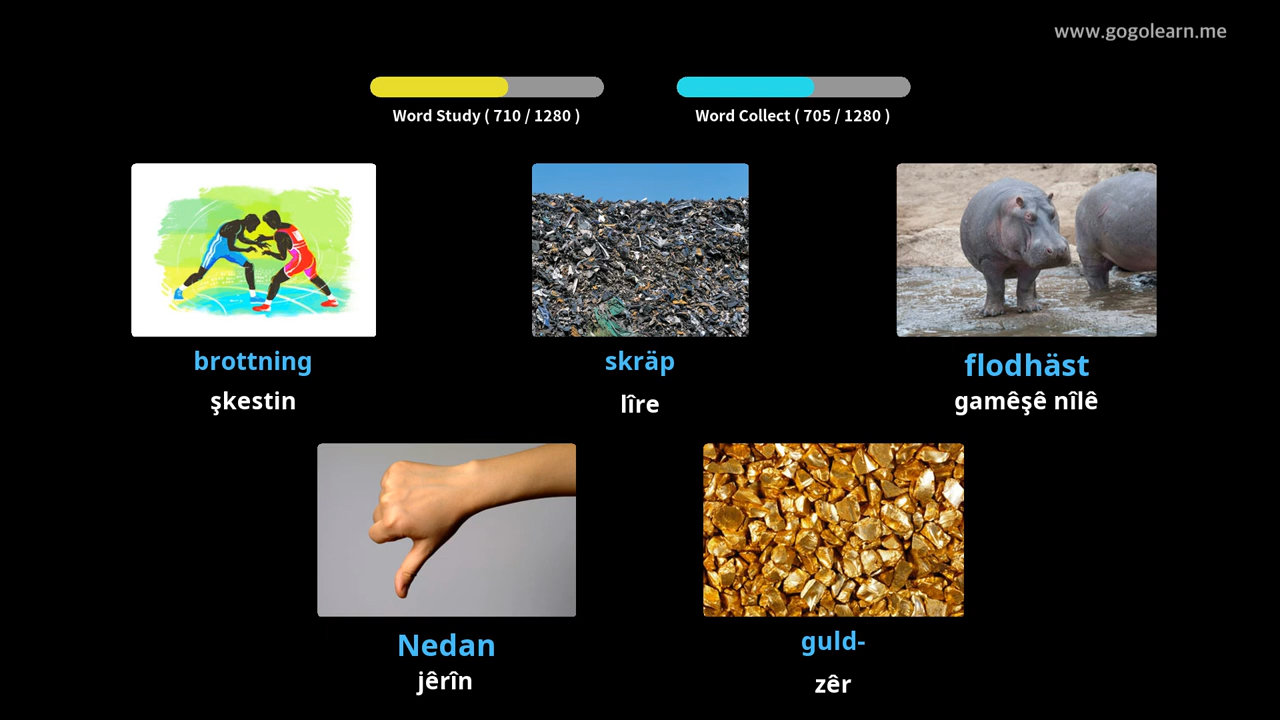 www.gogolearn.me
Word Study ( 710 / 1280 )
Word Collect ( 705 / 1280 )
brottning
şkestin
skräp
lîre
flodhäst
gamêşê nîlê
Nedan
jêrîn
guld-
zêr